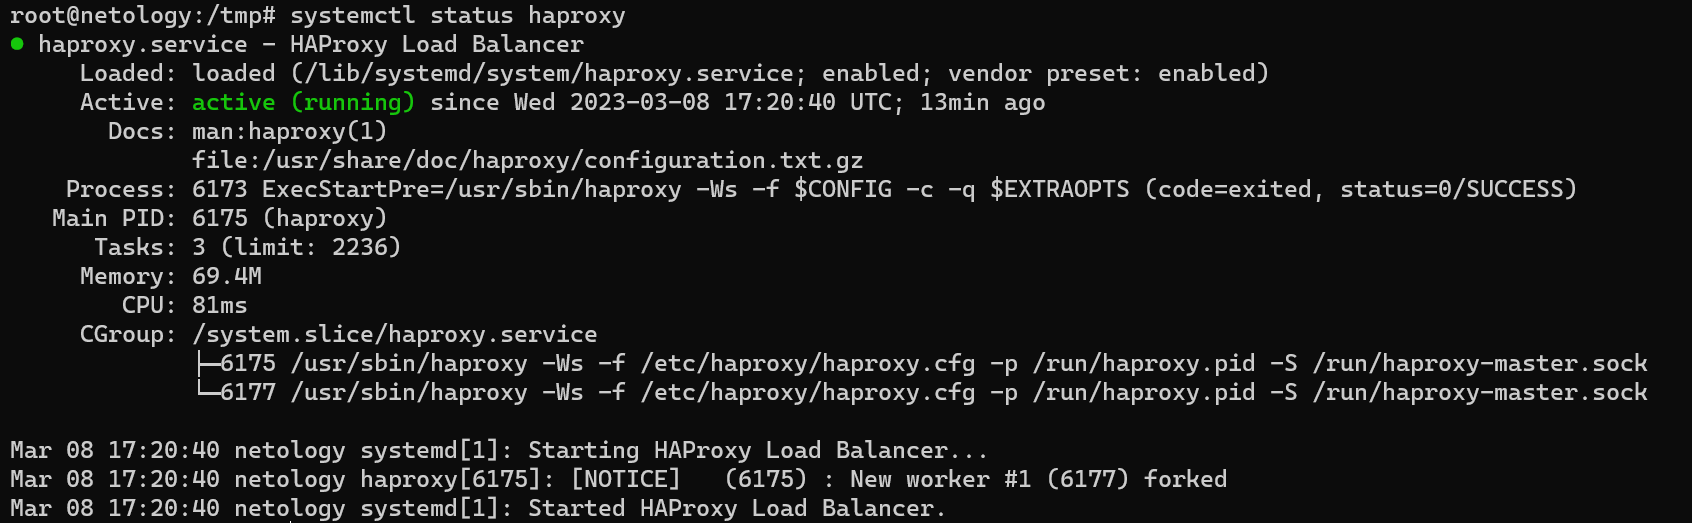 root@netology:/tmp# systemctl status haproxy
● haproxy.service - HAProxy Load Balancer
     Loaded: loaded (/lib/systemd/system/haproxy.service; enabled; vendor preset: enabled)
     Active: active (running) since Wed 2023-03-08 17:20:40 UTC; 13min ago
       Docs: man:haproxy(1)
             file:/usr/share/doc/haproxy/configuration.txt.gz
    Process: 6173 ExecStartPre=/usr/sbin/haproxy -Ws -f $CONFIG -c -q $EXTRAOPTS (code=exited, status=0/SUCCESS)
   Main PID: 6175 (haproxy)
      Tasks: 3 (limit: 2236)
     Memory: 69.4M
        CPU: 81ms
     CGroup: /system.slice/haproxy.service
             ├─6175 /usr/sbin/haproxy -Ws -f /etc/haproxy/haproxy.cfg -p /run/haproxy.pid -S /run/haproxy-master.sock
             └─6177 /usr/sbin/haproxy -Ws -f /etc/haproxy/haproxy.cfg -p /run/haproxy.pid -S /run/haproxy-master.sock

Mar 08 17:20:40 netology systemd[1]: Starting HAProxy Load Balancer...
Mar 08 17:20:40 netology haproxy[6175]: [NOTICE]   (6175) : New worker #1 (6177) forked
Mar 08 17:20:40 netology systemd[1]: Started HAProxy Load Balancer.